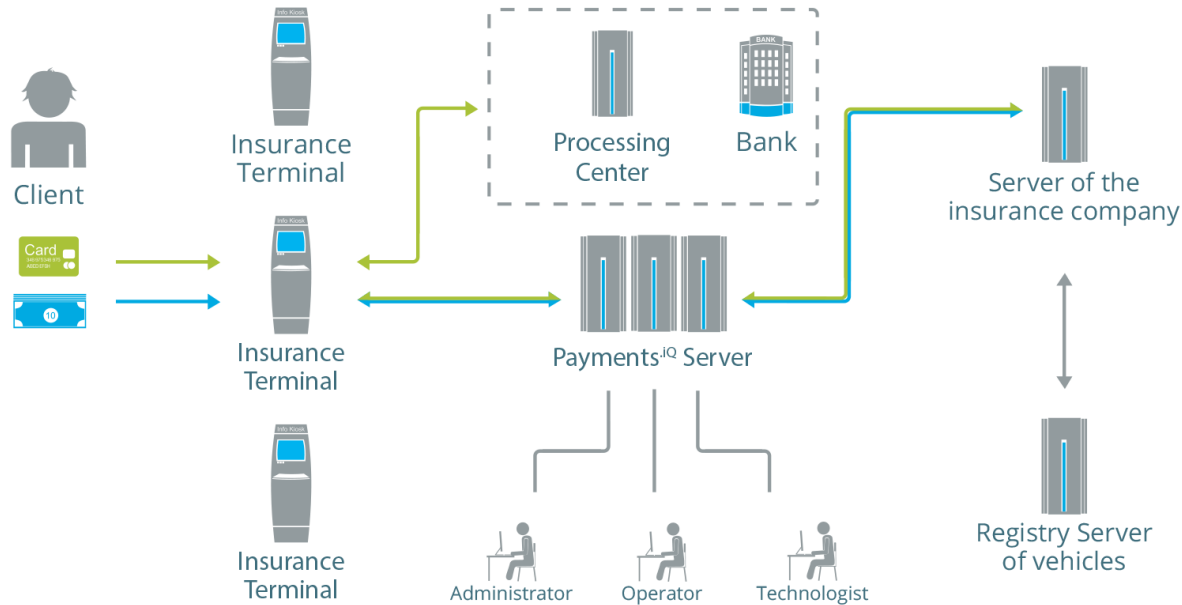 Info Kiosk
Insurance
Terminal
Client
Card
10
Info Kiosk
Insurance
Terminal
Info Kiosk
Insurance
Terminal
Processing
Center
BANK
Bank
Payments.iQ Server
Administrator
Operator
Technologist
Server of the
insurance company
Registry Server
of vehicles